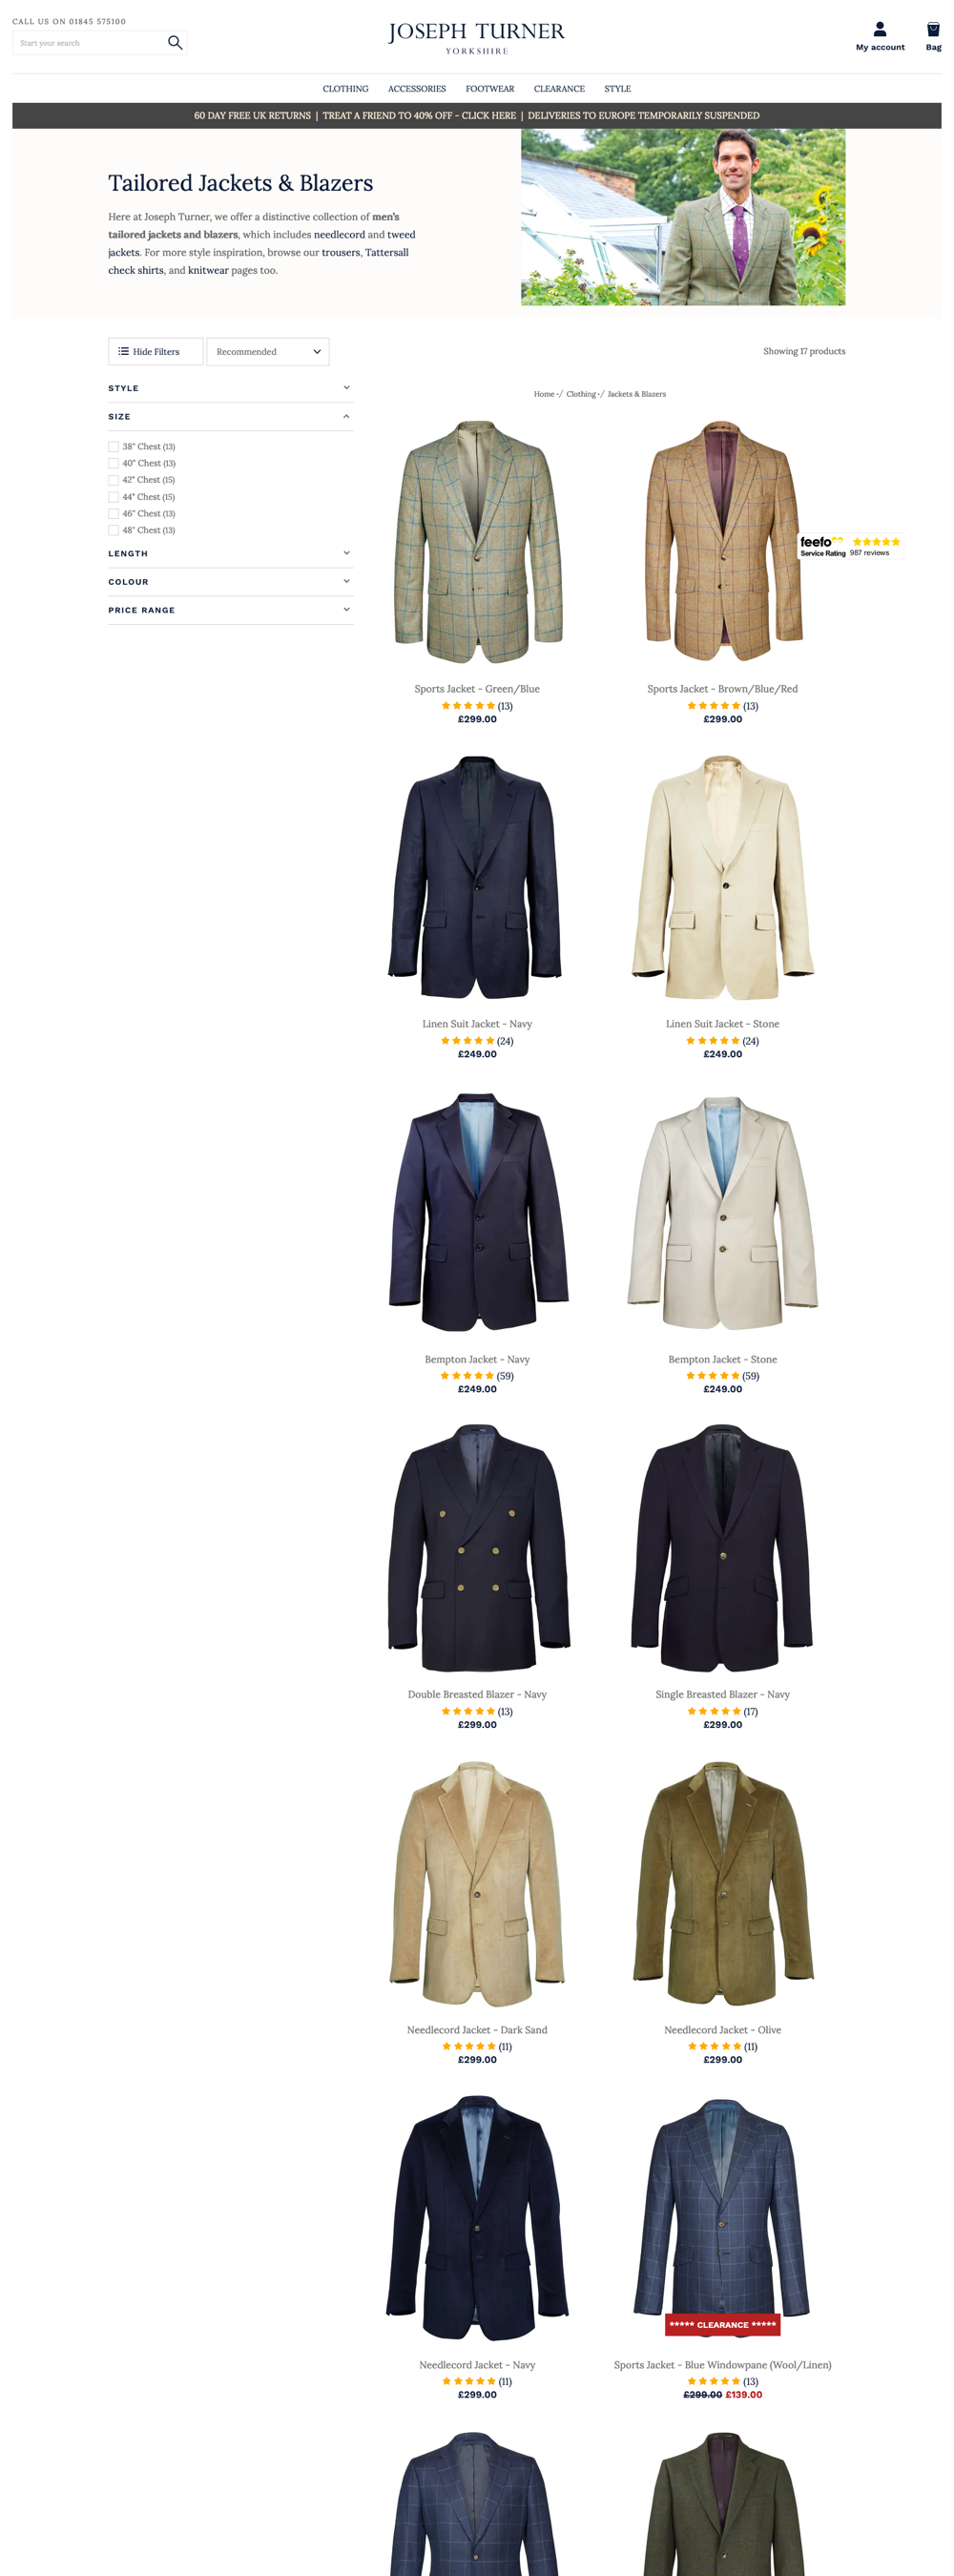 CALL US ON 01845 575100
Start your search
JOSEPH TURNER
YORKSHIRE
My account
Bag
CLOTHING ACCESSORIES FOOTWEAR CLEARANCE STYLE
60 DAY FREE UK RETURNS | TREAT A FRIEND TO 40% OFF - CLICK HERE | DELIVERIES TO EUROPE TEMPORARILY SUSPENDED
Tailored Jackets & Blazers
Here at Joseph Turner, we offer a distinctive collection of men's
tailored jackets and blazers, which includes needlecord and tweed
jackets. For more style inspiration, browse our trousers, Tattersall
check shirts, and knitwear pages too.
Hide Filters
Recommended
Showing 17 products
STYLE
SIZE
38" Chest (13)
40" Chest (13)
42" Chest (15)
44" Chest (15)
46" Chest (13)
48" Chest (13)
LENGTH
COLOUR
PRICE RANGE
Home / Clothing / Jackets & Blazers
feefo
Service Rating 987 reviews
Sports Jacket - Green/Blue
(13)
£299.00
Sports Jacket - Brown/Blue/Red
(13)
£299.00
Linen Suit Jacket - Navy
(24)
£249.00
Linen Suit Jacket - Stone
(24)
£249.00
Bempton Jacket - Navy
(59)
£249.00
Bempton Jacket - Stone
(59)
£249.00
Double Breasted Blazer - Navy
(13)
£299.00
Single Breasted Blazer - Navy
(17)
£299.00
Needlecord Jacket - Dark Sand
(11)
£299.00
Needlecord Jacket - Olive
(11)
£299.00
Needlecord Jacket - Navy
(11)
£299.00
***** CLEARANCE *****
Sports Jacket - Blue Windowpane (Wool/Linen)
(13)
£299.00 £139.00